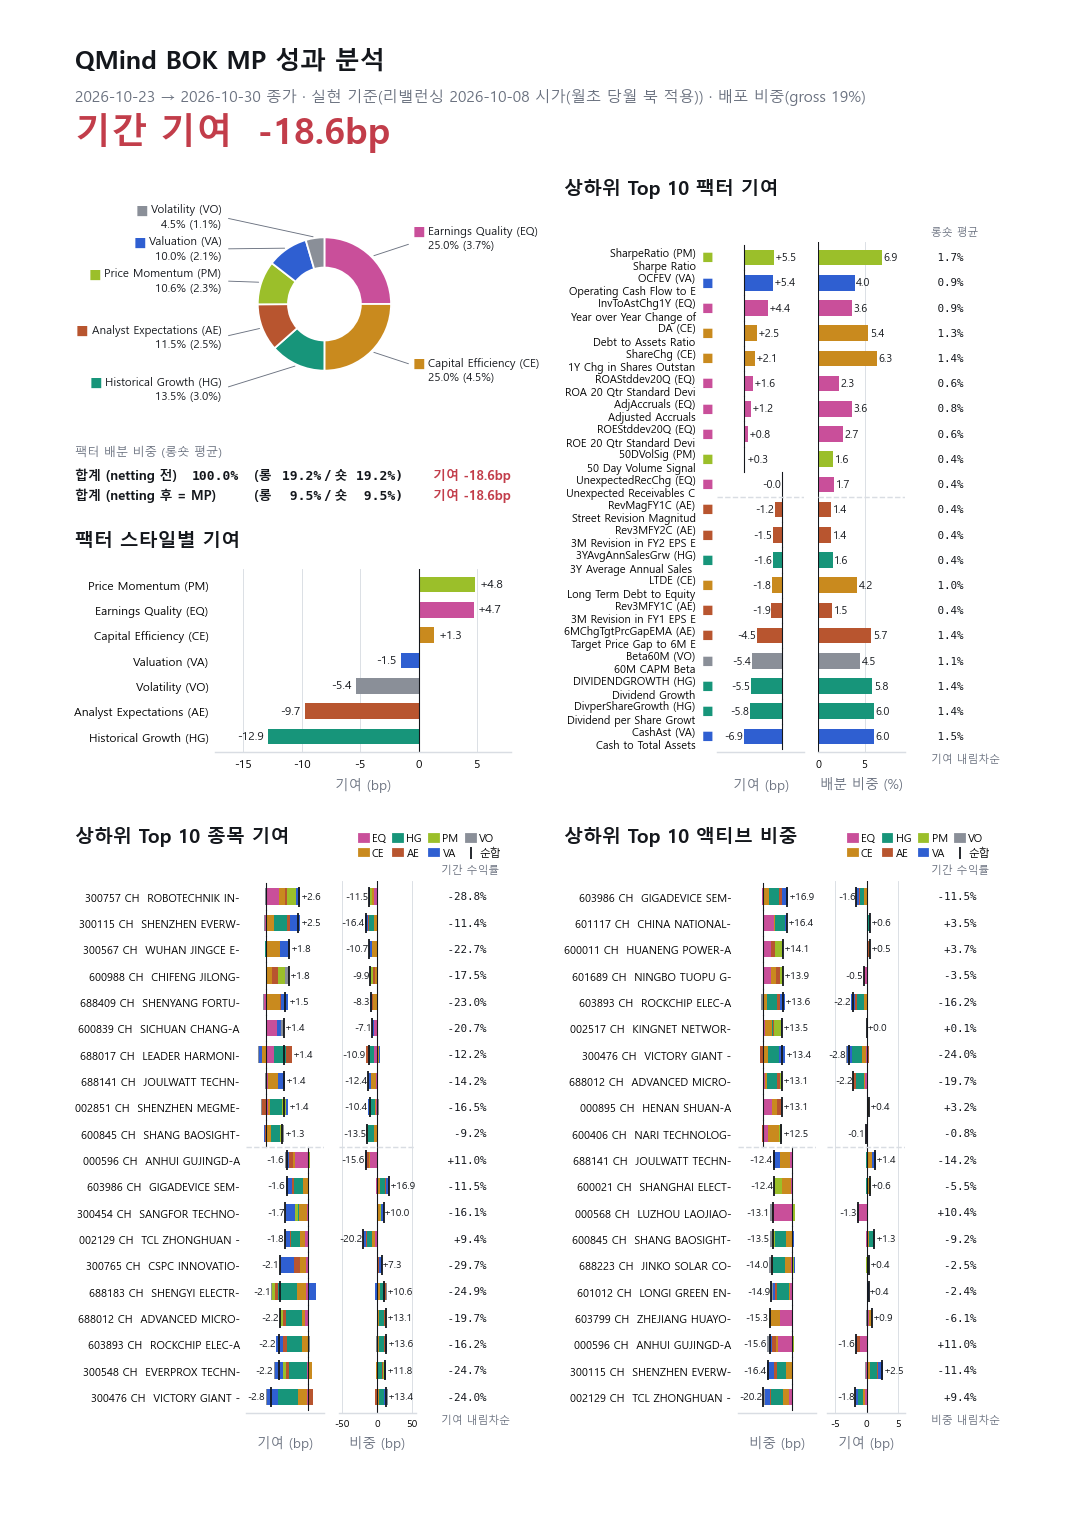 QMind BOK MP 성과 분석
2026-10-23 → 2026-10-30 종가 · 실현 기준(리밸런싱 2026-10-08 시가(월초 당월 북 적용)) · 배포 비중(gross 19%)
기간 기여 -18.6bp
Volatility (VO)
4.5% (1.1%)
Valuation (VA)
10.0% (2.1%)
Price Momentum (PM)
10.6% (2.3%)
Analyst Expectations (AE)
11.5% (2.5%)
Historical Growth (HG)
13.5% (3.0%)
Earnings Quality (EQ)
25.0% (3.7%)
Capital Efficiency (CE)
25.0% (4.5%)
팩터 배분 비중 (롱숏 평균)
합계 (netting 전) 100.0% (롱 19.2% / 숏 19.2%) 기여 -18.6bp
합계 (netting 후 = MP) (롱 9.5% / 숏 9.5%) 기여 -18.6bp
팩터 스타일별 기여
Price Momentum (PM) +4.8
Earnings Quality (EQ) +4.7
Capital Efficiency (CE) +1.3
Valuation (VA) -1.5
Volatility (VO) -5.4
Analyst Expectations (AE) -9.7
Historical Growth (HG) -12.9
-15 -10 -5 0 5
기여 (bp)
상하위 Top 10 팩터 기여
롱숏 평균
SharpeRatio (PM) +5.5 6.9 1.7%
Sharpe Ratio
OCFEV (VA) +5.4 4.0 0.9%
Operating Cash Flow to E
InvToAstChg1Y (EQ) +4.4 3.6 0.9%
Year over Year Change of
DA (CE) +2.5 5.4 1.3%
Debt to Assets Ratio
ShareChg (CE) +2.1 6.3 1.4%
1Y Chg in Shares Outstan
ROAStddev20Q (EQ) +1.6 2.3 0.6%
ROA 20 Qtr Standard Devi
AdjAccruals (EQ) +1.2 3.6 0.8%
Adjusted Accruals
ROEStddev20Q (EQ) +0.8 2.7 0.6%
ROE 20 Qtr Standard Devi
50DVolSig (PM) +0.3 1.6 0.4%
50 Day Volume Signal
UnexpectedRecChg (EQ) -0.0 1.7 0.4%
Unexpected Receivables C
RevMagFY1C (AE) -1.2 1.4 0.4%
Street Revision Magnitud
Rev3MFY2C (AE) -1.5 1.4 0.4%
3M Revision in FY2 EPS E
3YAvgAnnSalesGrw (HG) -1.6 1.6 0.4%
3Y Average Annual Sales
LTDE (CE) -1.8 4.2 1.0%
Long Term Debt to Equity
Rev3MFY1C (AE) -1.9 1.5 0.4%
3M Revision in FY1 EPS E
6MChgTgtPrcGapEMA (AE) -4.5 5.7 1.4%
Target Price Gap to 6M E
Beta60M (VO) -5.4 4.5 1.1%
60M CAPM Beta
DIVIDENDGROWTH (HG) -5.5 5.8 1.4%
Dividend Growth
DivperShareGrowth (HG) -5.8 6.0 1.4%
Dividend per Share Growt
CashAst (VA) -6.9 6.0 1.5%
Cash to Total Assets
0 5
기여 내림차순
기여 (bp) 배분 비중 (%)
상하위 Top 10 종목 기여
EQ HG PM VO
CE AE VA 순합
기간 수익률
300757 CH ROBOTECHNIK IN- +2.6 -11.5 -28.8%
300115 CH SHENZHEN EVERW- +2.5 -16.4 -11.4%
300567 CH WUHAN JINGCE E- +1.8 -10.7 -22.7%
600988 CH CHIFENG JILONG- +1.8 -9.9 -17.5%
688409 CH SHENYANG FORTU- +1.5 -8.3 -23.0%
600839 CH SICHUAN CHANG-A +1.4 -7.1 -20.7%
688017 CH LEADER HARMONI- +1.4 -10.9 -12.2%
688141 CH JOULWATT TECHN- +1.4 -12.4 -14.2%
002851 CH SHENZHEN MEGME- +1.4 -10.4 -16.5%
600845 CH SHANG BAOSIGHT- +1.3 -13.5 -9.2%
000596 CH ANHUI GUJINGD-A -1.6 -15.6 +11.0%
603986 CH GIGADEVICE SEM- -1.6 +16.9 -11.5%
300454 CH SANGFOR TECHNO- -1.7 +10.0 -16.1%
002129 CH TCL ZHONGHUAN - -1.8 -20.2 +9.4%
300765 CH CSPC INNOVATIO- -2.1 +7.3 -29.7%
688183 CH SHENGYI ELECTR- -2.1 +10.6 -24.9%
688012 CH ADVANCED MICRO- -2.2 +13.1 -19.7%
603893 CH ROCKCHIP ELEC-A -2.2 +13.6 -16.2%
300548 CH EVERPROX TECHN- -2.2 +11.8 -24.7%
300476 CH VICTORY GIANT - -2.8 +13.4 -24.0%
-50 0 50
기여 내림차순
기여 (bp) 비중 (bp)
상하위 Top 10 액티브 비중
EQ HG PM VO
CE AE VA 순합
기간 수익률
603986 CH GIGADEVICE SEM- +16.9 -1.6 -11.5%
601117 CH CHINA NATIONAL- +16.4 +0.6 +3.5%
600011 CH HUANENG POWER-A +14.1 +0.5 +3.7%
601689 CH NINGBO TUOPU G- +13.9 -0.5 -3.5%
603893 CH ROCKCHIP ELEC-A +13.6 -2.2 -16.2%
002517 CH KINGNET NETWOR- +13.5 +0.0 +0.1%
300476 CH VICTORY GIANT - +13.4 -2.8 -24.0%
688012 CH ADVANCED MICRO- +13.1 -2.2 -19.7%
000895 CH HENAN SHUAN-A +13.1 +0.4 +3.2%
600406 CH NARI TECHNOLOG- +12.5 -0.1 -0.8%
688141 CH JOULWATT TECHN- -12.4 +1.4 -14.2%
600021 CH SHANGHAI ELECT- -12.4 +0.6 -5.5%
000568 CH LUZHOU LAOJIAO- -13.1 -1.3 +10.4%
600845 CH SHANG BAOSIGHT- -13.5 +1.3 -9.2%
688223 CH JINKO SOLAR CO- -14.0 +0.4 -2.5%
601012 CH LONGI GREEN EN- -14.9 +0.4 -2.4%
603799 CH ZHEJIANG HUAYO- -15.3 +0.9 -6.1%
000596 CH ANHUI GUJINGD-A -15.6 -1.6 +11.0%
300115 CH SHENZHEN EVERW- -16.4 +2.5 -11.4%
002129 CH TCL ZHONGHUAN - -20.2 -1.8 +9.4%
-5 0 5
비중 내림차순
비중 (bp) 기여 (bp)